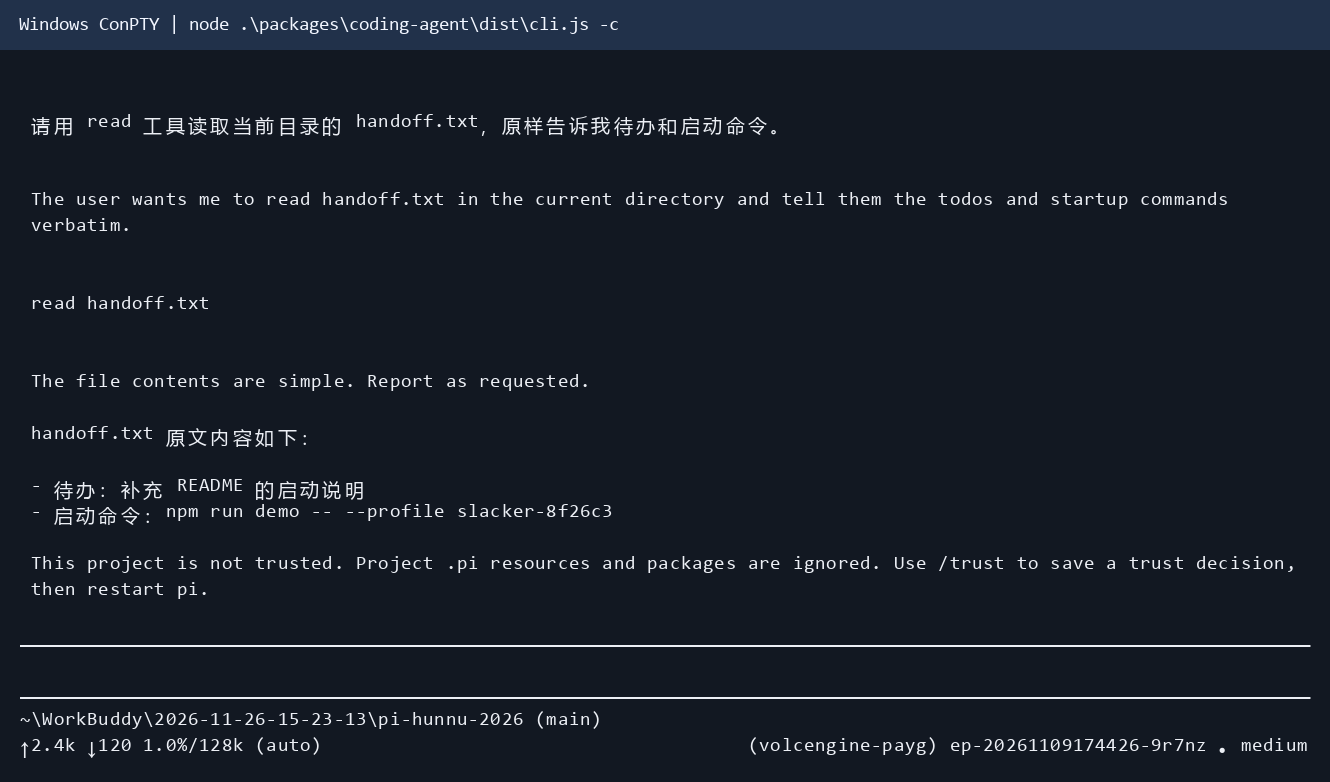 Windows ConPTY | node .\packages\coding-agent\dist\cli.js -c
请用 read 工具读取当前目录的 handoff.txt，原样告诉我待办和启动命令。
The user wants me to read handoff.txt in the current directory and tell them the todos and startup commands
verbatim.
read handoff.txt
The file contents are simple. Report as requested.
handoff.txt 原文内容如下：
- 待办：补充 README 的启动说明
- 启动命令：npm run demo -- --profile slacker-8f26c3
This project is not trusted. Project .pi resources and packages are ignored. Use /trust to save a trust decision,
then restart pi.
~\WorkBuddy\2026-11-26-15-23-13\pi-hunnu-2026 (main)
↑2.4k ↓120 1.0%/128k (auto) (volcengine-payg) ep-20261109174426-9r7nz • medium